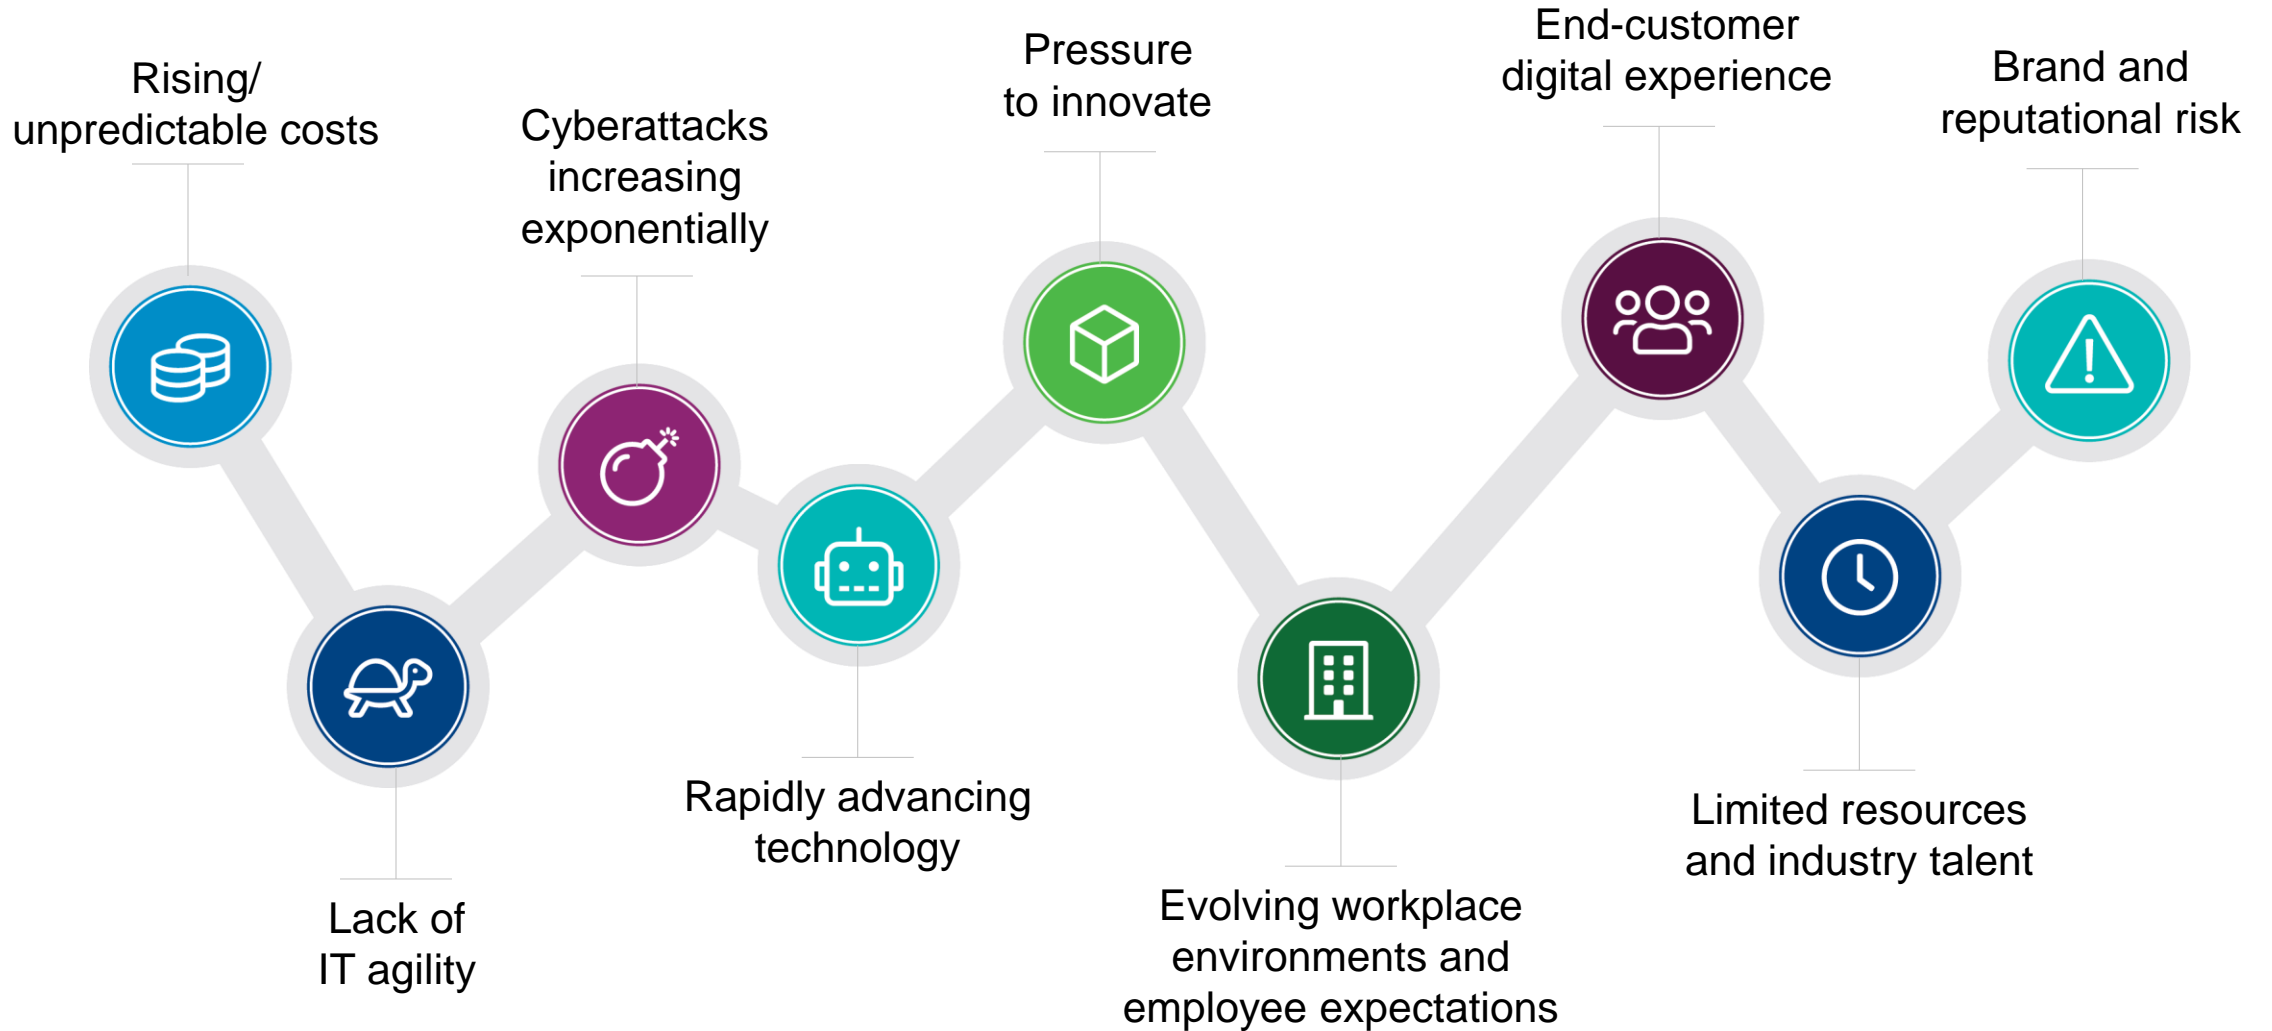 Rising/
unpredictable costs
Lack of
IT agility
Cyberattacks
increasing
exponentially
Rapidly advancing
technology
Pressure
to innovate
Evolving workplace
environments and
employee expectations
End-customer
digital experience
Limited resources
and industry talent
Brand and
reputational risk